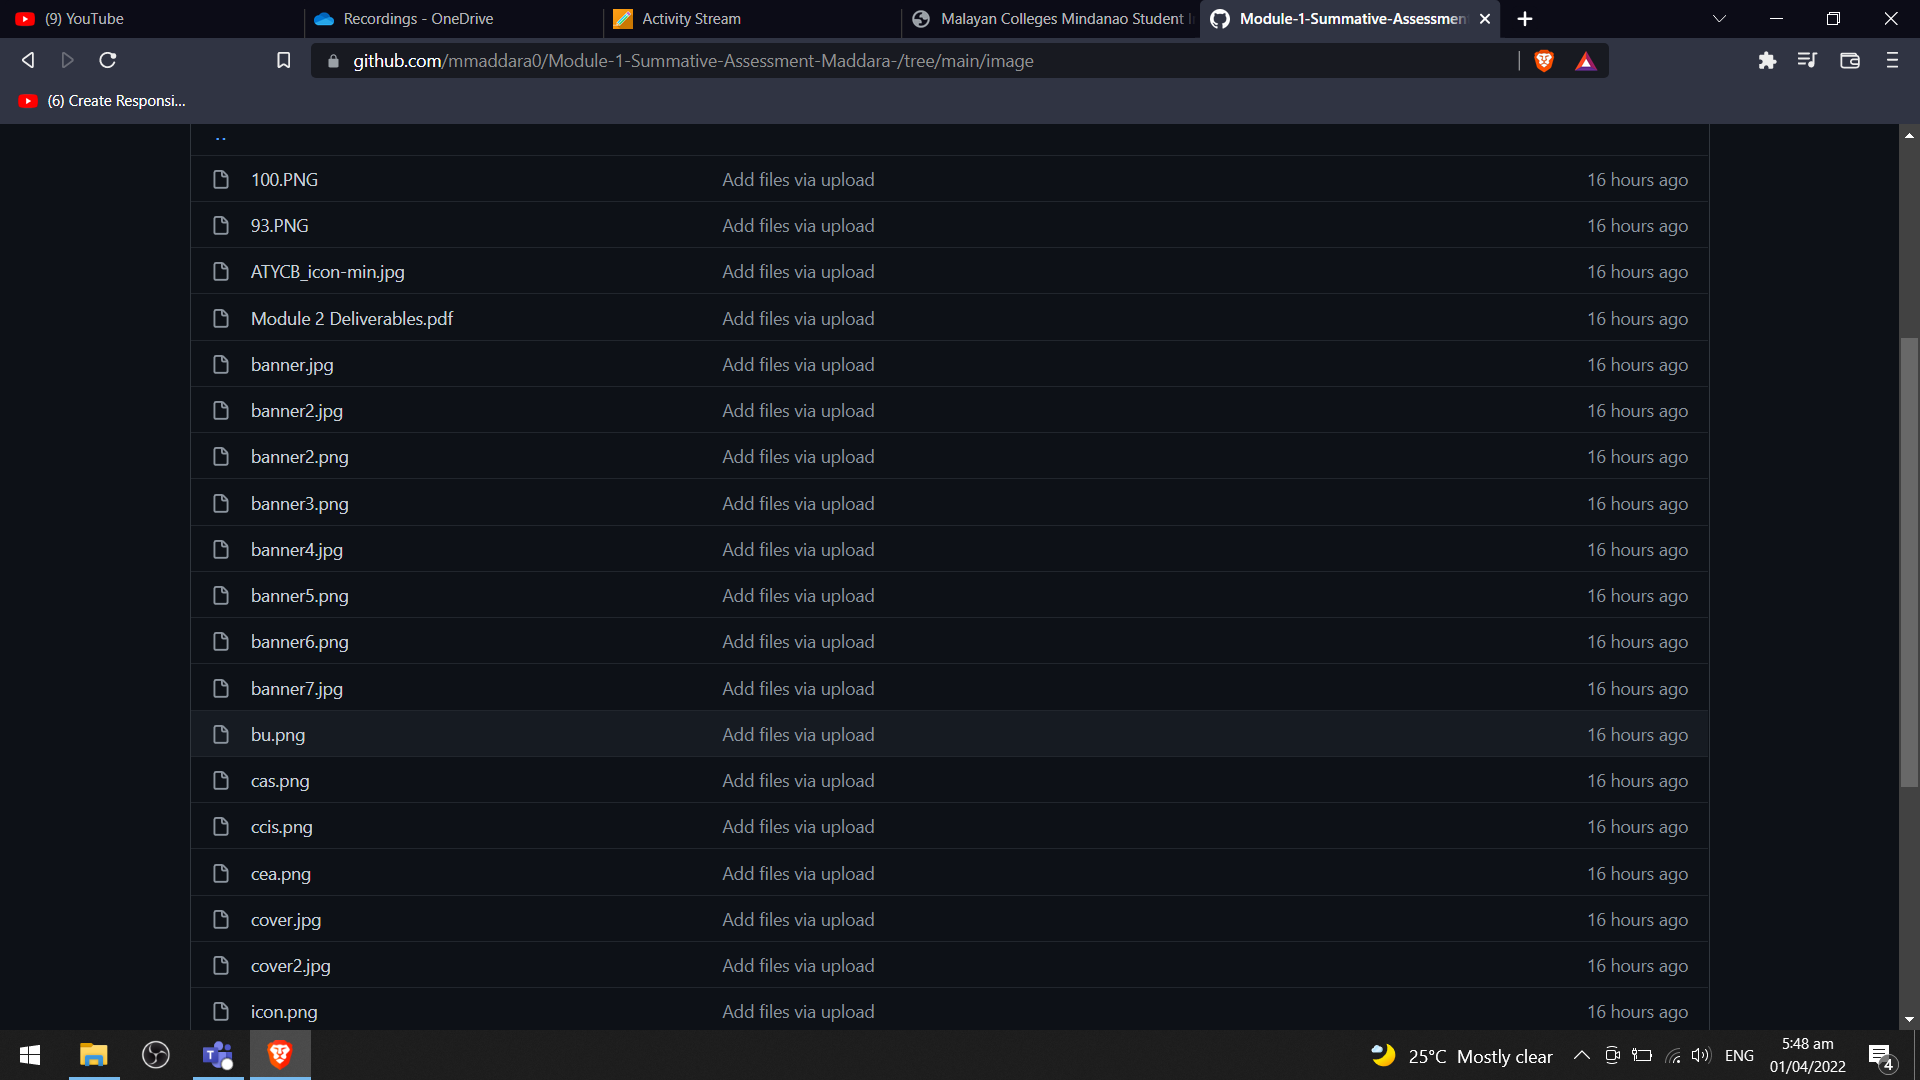 (9) YouTube
Recordings - OneDrive
Activity Stream
Malayan Colleges Mindanao Student I
Module-1-Summative-Assessmen
github.com/mmaddara0/Module-1-Summative-Assessment-Maddara-/tree/main/image
(6) Create Responsi...
..
100.PNG Add files via upload 16 hours ago
93.PNG Add files via upload 16 hours ago
ATYCB_icon-min.jpg Add files via upload 16 hours ago
Module 2 Deliverables.pdf Add files via upload 16 hours ago
banner.jpg Add files via upload 16 hours ago
banner2.jpg Add files via upload 16 hours ago
banner2.png Add files via upload 16 hours ago
banner3.png Add files via upload 16 hours ago
banner4.jpg Add files via upload 16 hours ago
banner5.png Add files via upload 16 hours ago
banner6.png Add files via upload 16 hours ago
banner7.jpg Add files via upload 16 hours ago
bu.png Add files via upload 16 hours ago
cas.png Add files via upload 16 hours ago
ccis.png Add files via upload 16 hours ago
cea.png Add files via upload 16 hours ago
cover.jpg Add files via upload 16 hours ago
cover2.jpg Add files via upload 16 hours ago
icon.png Add files via upload 16 hours ago
25°C Mostly clear
ENG
5:48 am
01/04/2022
4